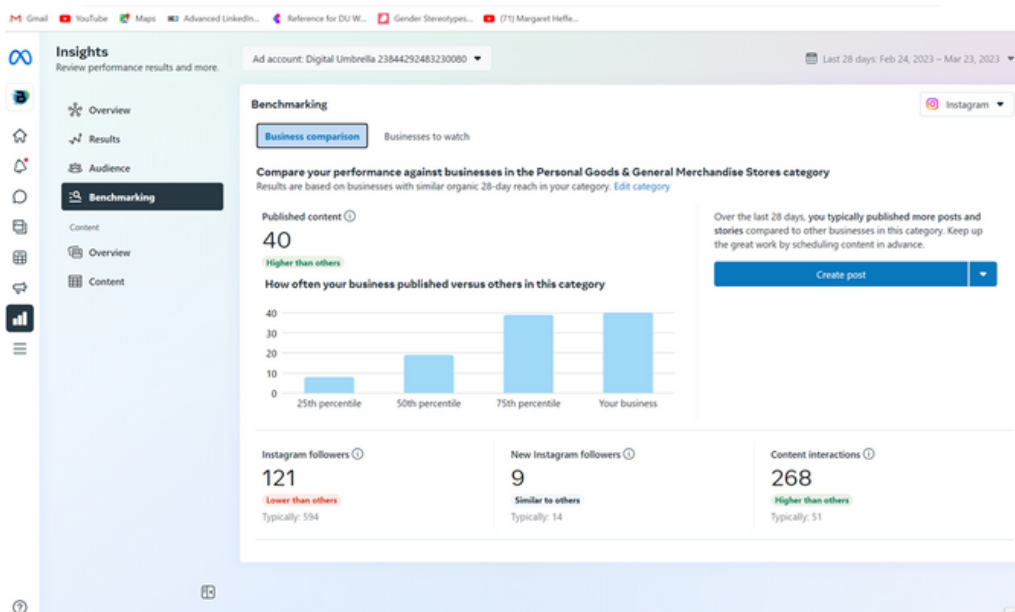 Gmail YouTube Maps Advanced LinkedIn... Reference for DU W... Gender Stereotypes... (71) Margaret Heffe...
Insights
Review performance results and more.
Ad account: Digital Umbrella 23844292483230080
Last 28 days: Feb 24, 2023 – Mar 23, 2023
Overview
Results
Audience
Benchmarking
Content
Overview
Content
Benchmarking
Instagram
Business comparison Businesses to watch
Compare your performance against businesses in the Personal Goods & General Merchandise Stores category
Results are based on businesses with similar organic 28-day reach in your category. Edit category
Published content
40
Higher than others
Over the last 28 days, you typically published more posts and
stories compared to other businesses in this category. Keep up
the great work by scheduling content in advance.
Create post
How often your business published versus others in this category
40
30
20
10
0
25th percentile 50th percentile 75th percentile Your business
Instagram followers
121
Lower than others
Typically: 594
New Instagram followers
9
Similar to others
Typically: 14
Content interactions
268
Higher than others
Typically: 51